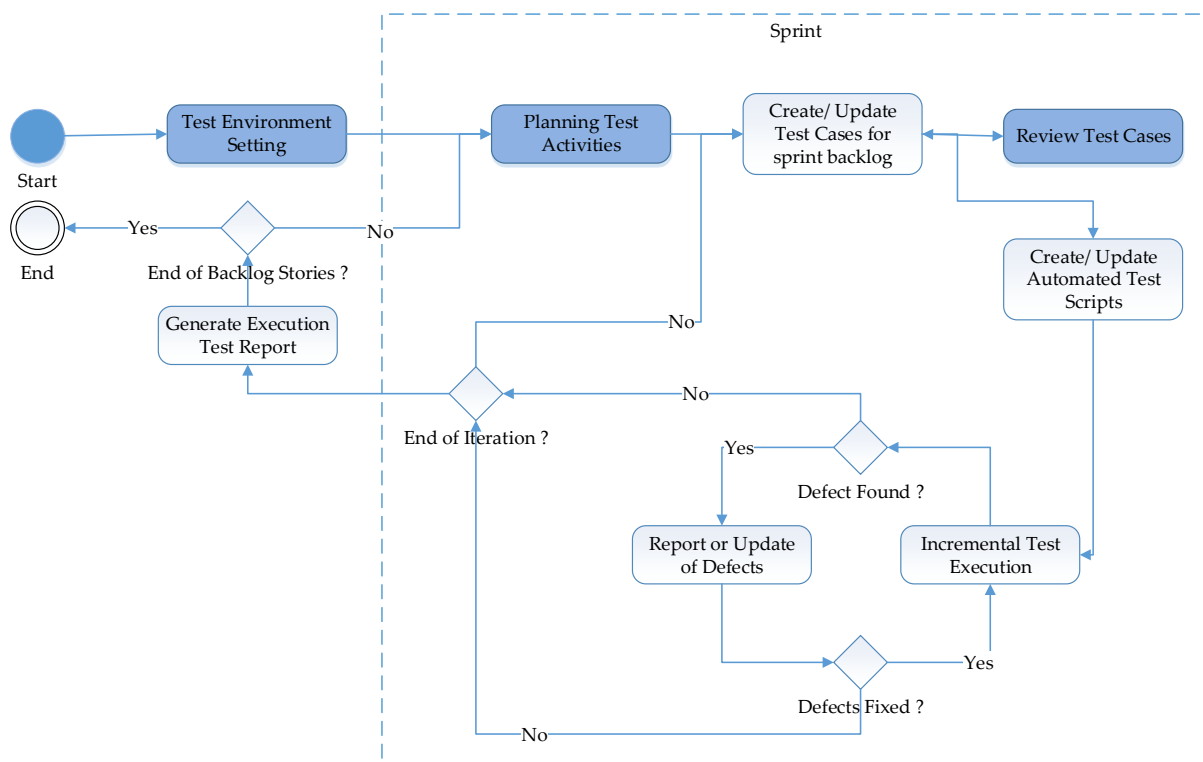 Sprint
Test Environment
Setting
Planning Test
Activities
Create/ Update
Test Cases for
sprint backlog
Review Test Cases
Start
Yes
No
End
End of Backlog Stories ?
Create/ Update
Automated Test
Scripts
Generate Execution
Test Report
No
No
End of Iteration ?
Yes
Defect Found ?
Report or Update
of Defects
Incremental Test
Execution
Yes
Defects Fixed ?
No